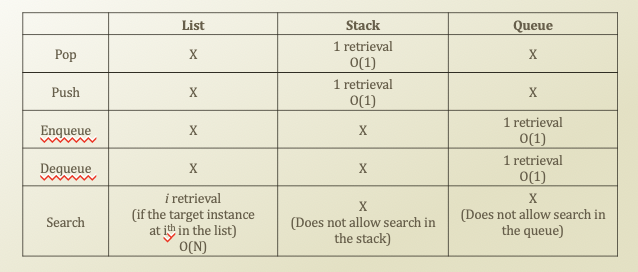 List Stack Queue
Pop X 1 retrieval X
O(1)
Push X 1 retrieval X
O(1)
Enqueue X X 1 retrieval
O(1)
Dequeue X X 1 retrieval
O(1)
Search
i retrieval
(if the target instance
at ith in the list)
O(N)
X
(Does not allow search in
the stack)
X
(Does not allow search in
the queue)